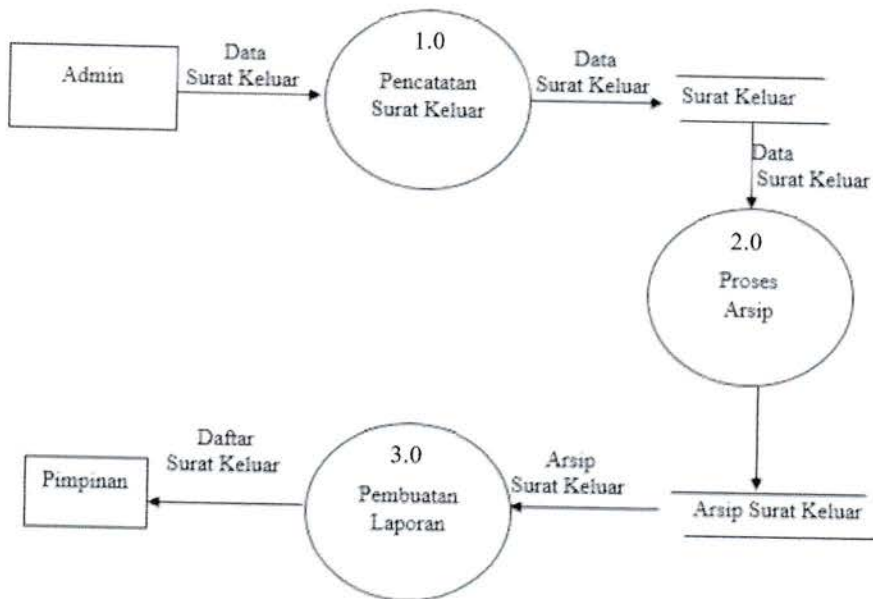 Admin
Data
Surat Keluar
1.0
Pencatatan
Surat Keluar
Data
Surat Keluar
Surat Keluar
Data
Surat Keluar
2.0
Proses
Arsip
Arsip Surat Keluar
Arsip
Surat Keluar
3.0
Pembuatan
Laporan
Daftar
Surat Keluar
Pimpinan